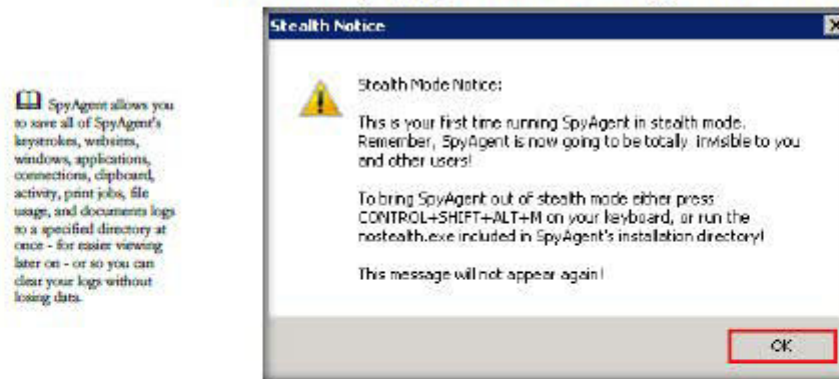 SpyAgent allows you
to save all of SpyAgent's
keystrokes, websites,
windows, applications,
connections, clipboard,
activity, print jobs, file
usage, and documents logs
to a specified directory at
once - for easier viewing
later on - or so you can
clear your logs without
losing data.
Stealth Notice
Stealth Mode Notice:
This is your first time running SpyAgent in stealth mode.
Remember, SpyAgent is now going to be totally invisible to you
and other users!
To bring SpyAgent out of stealth mode either press
CONTROL+SHIFT+ALT+M on your keyboard, or run the
nostealth.exe included in SpyAgent's installation directory!
This message will not appear again!
OK